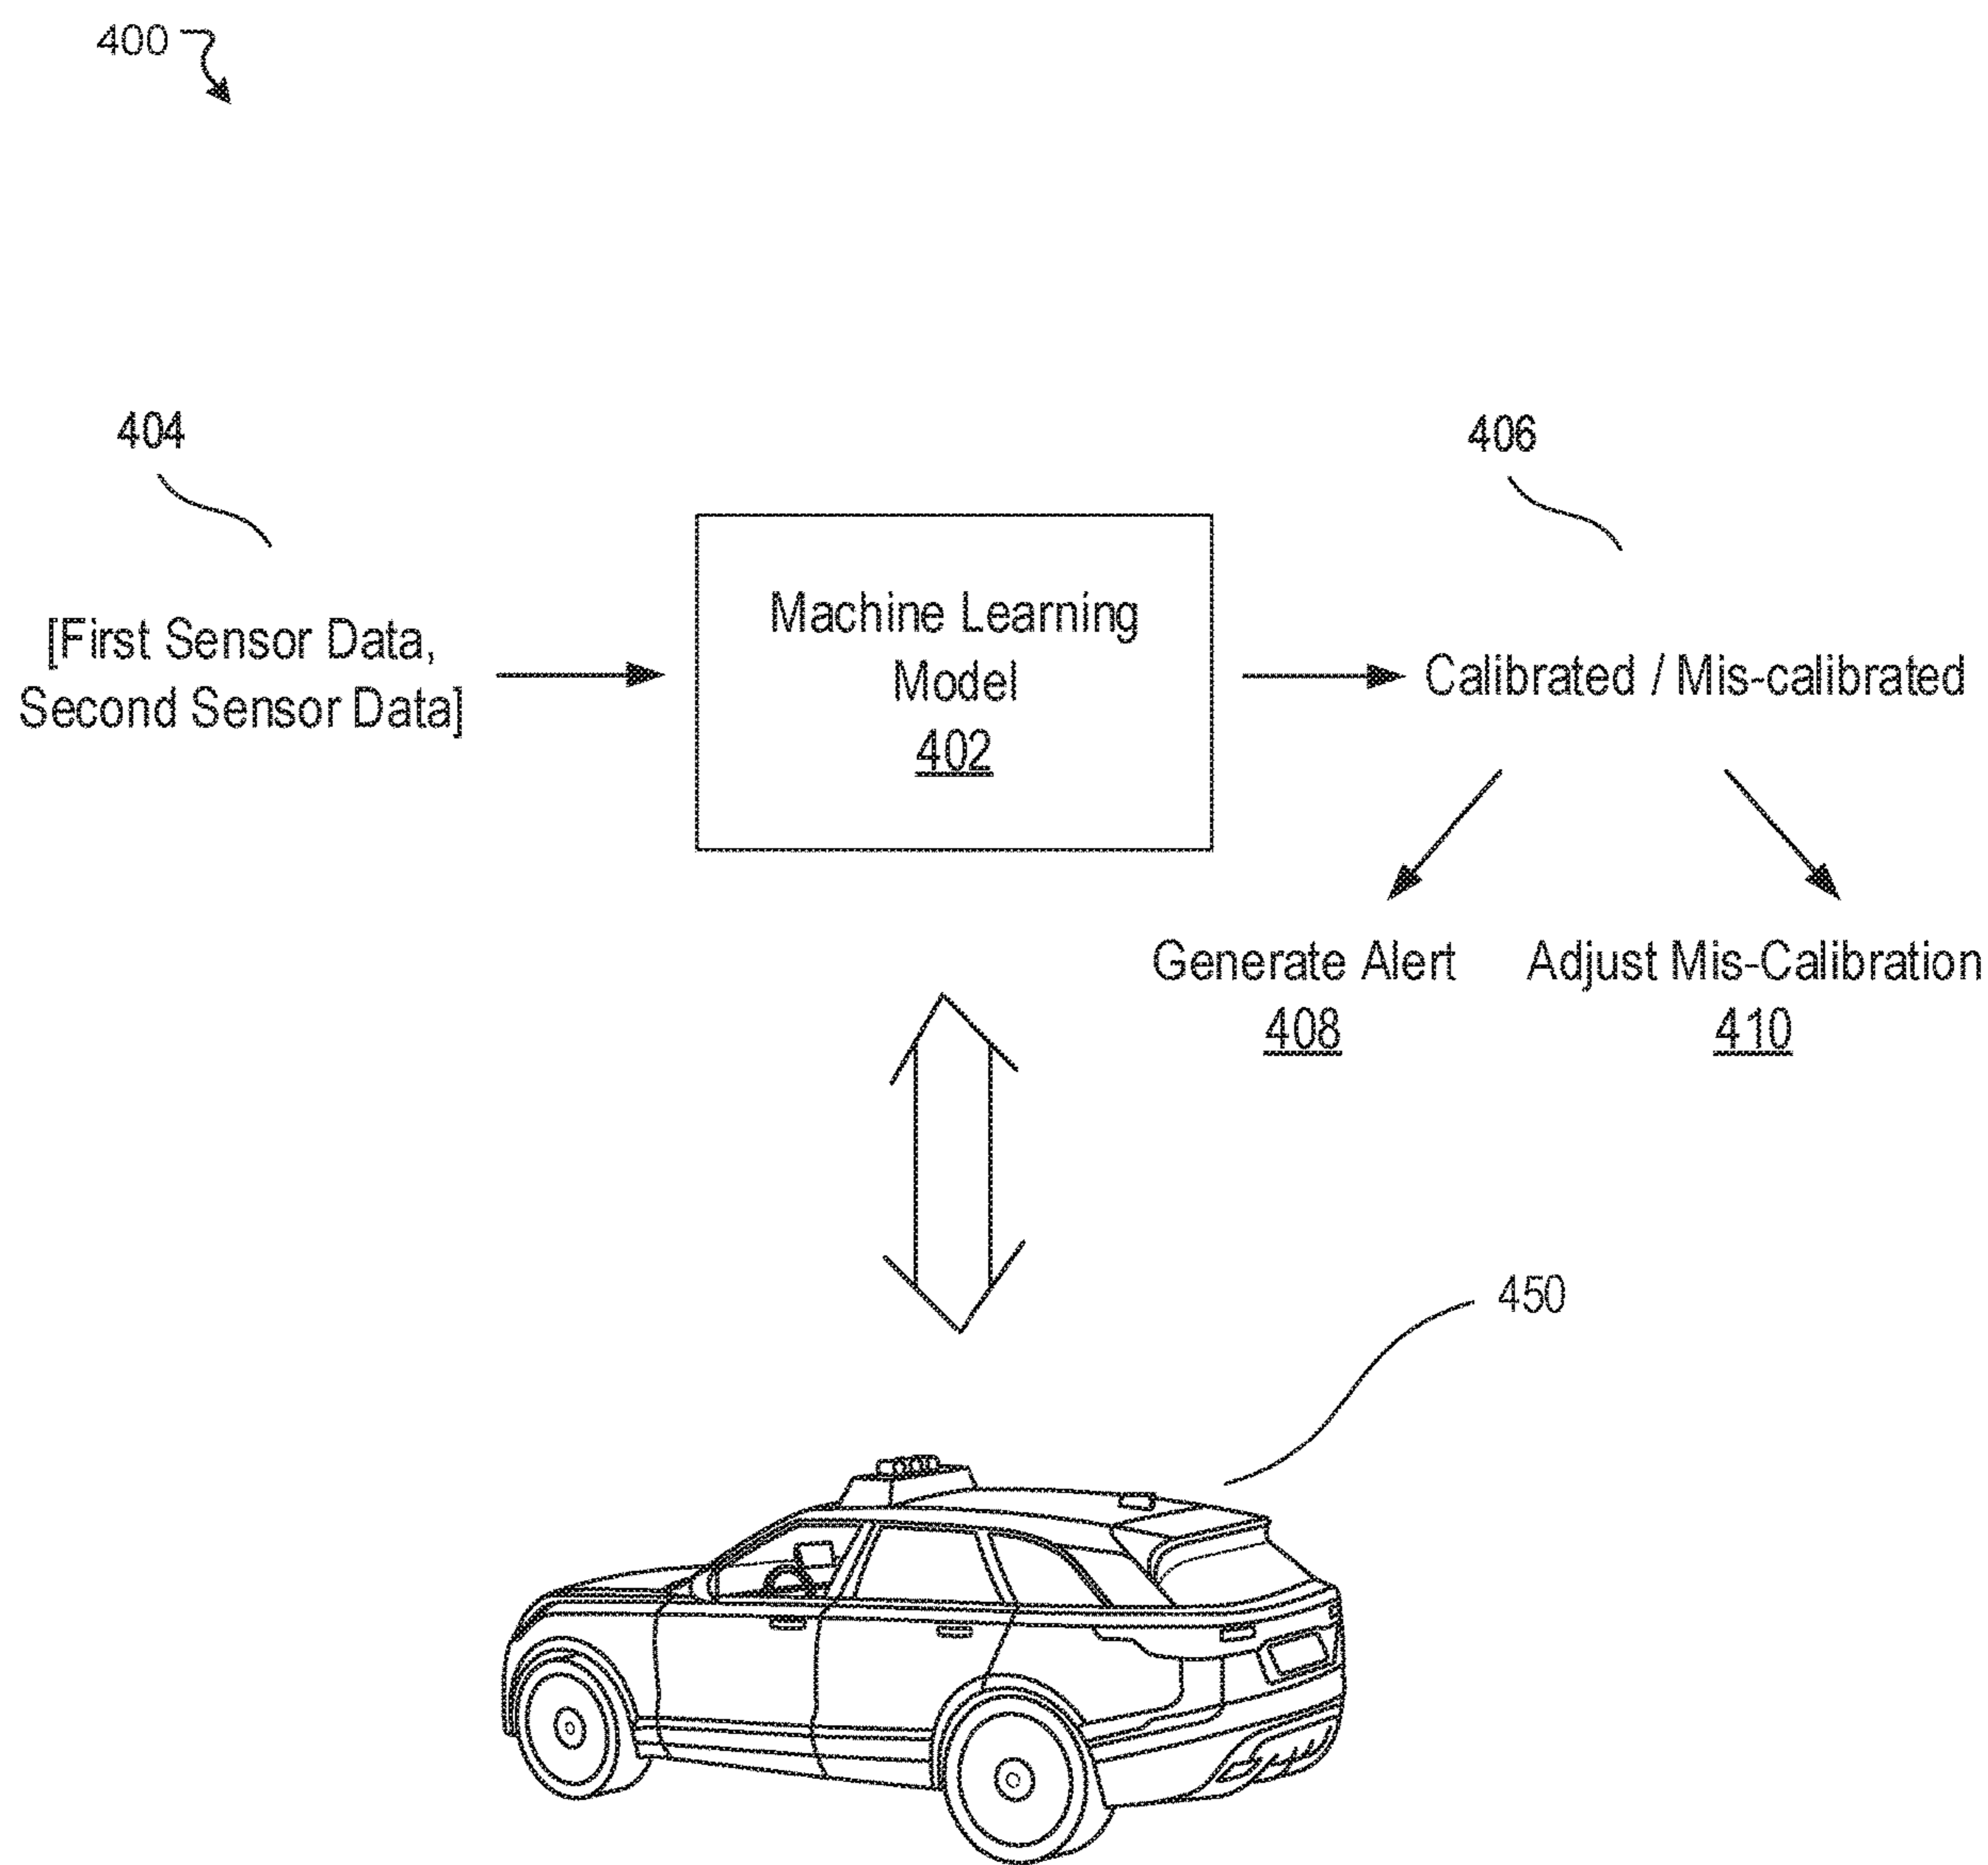 400
404
406
[First Sensor Data,
Second Sensor Data]
Machine Learning
Model
402
Calibrated / Mis-calibrated
Generate Alert
408
Adjust Mis-Calibration
410
450